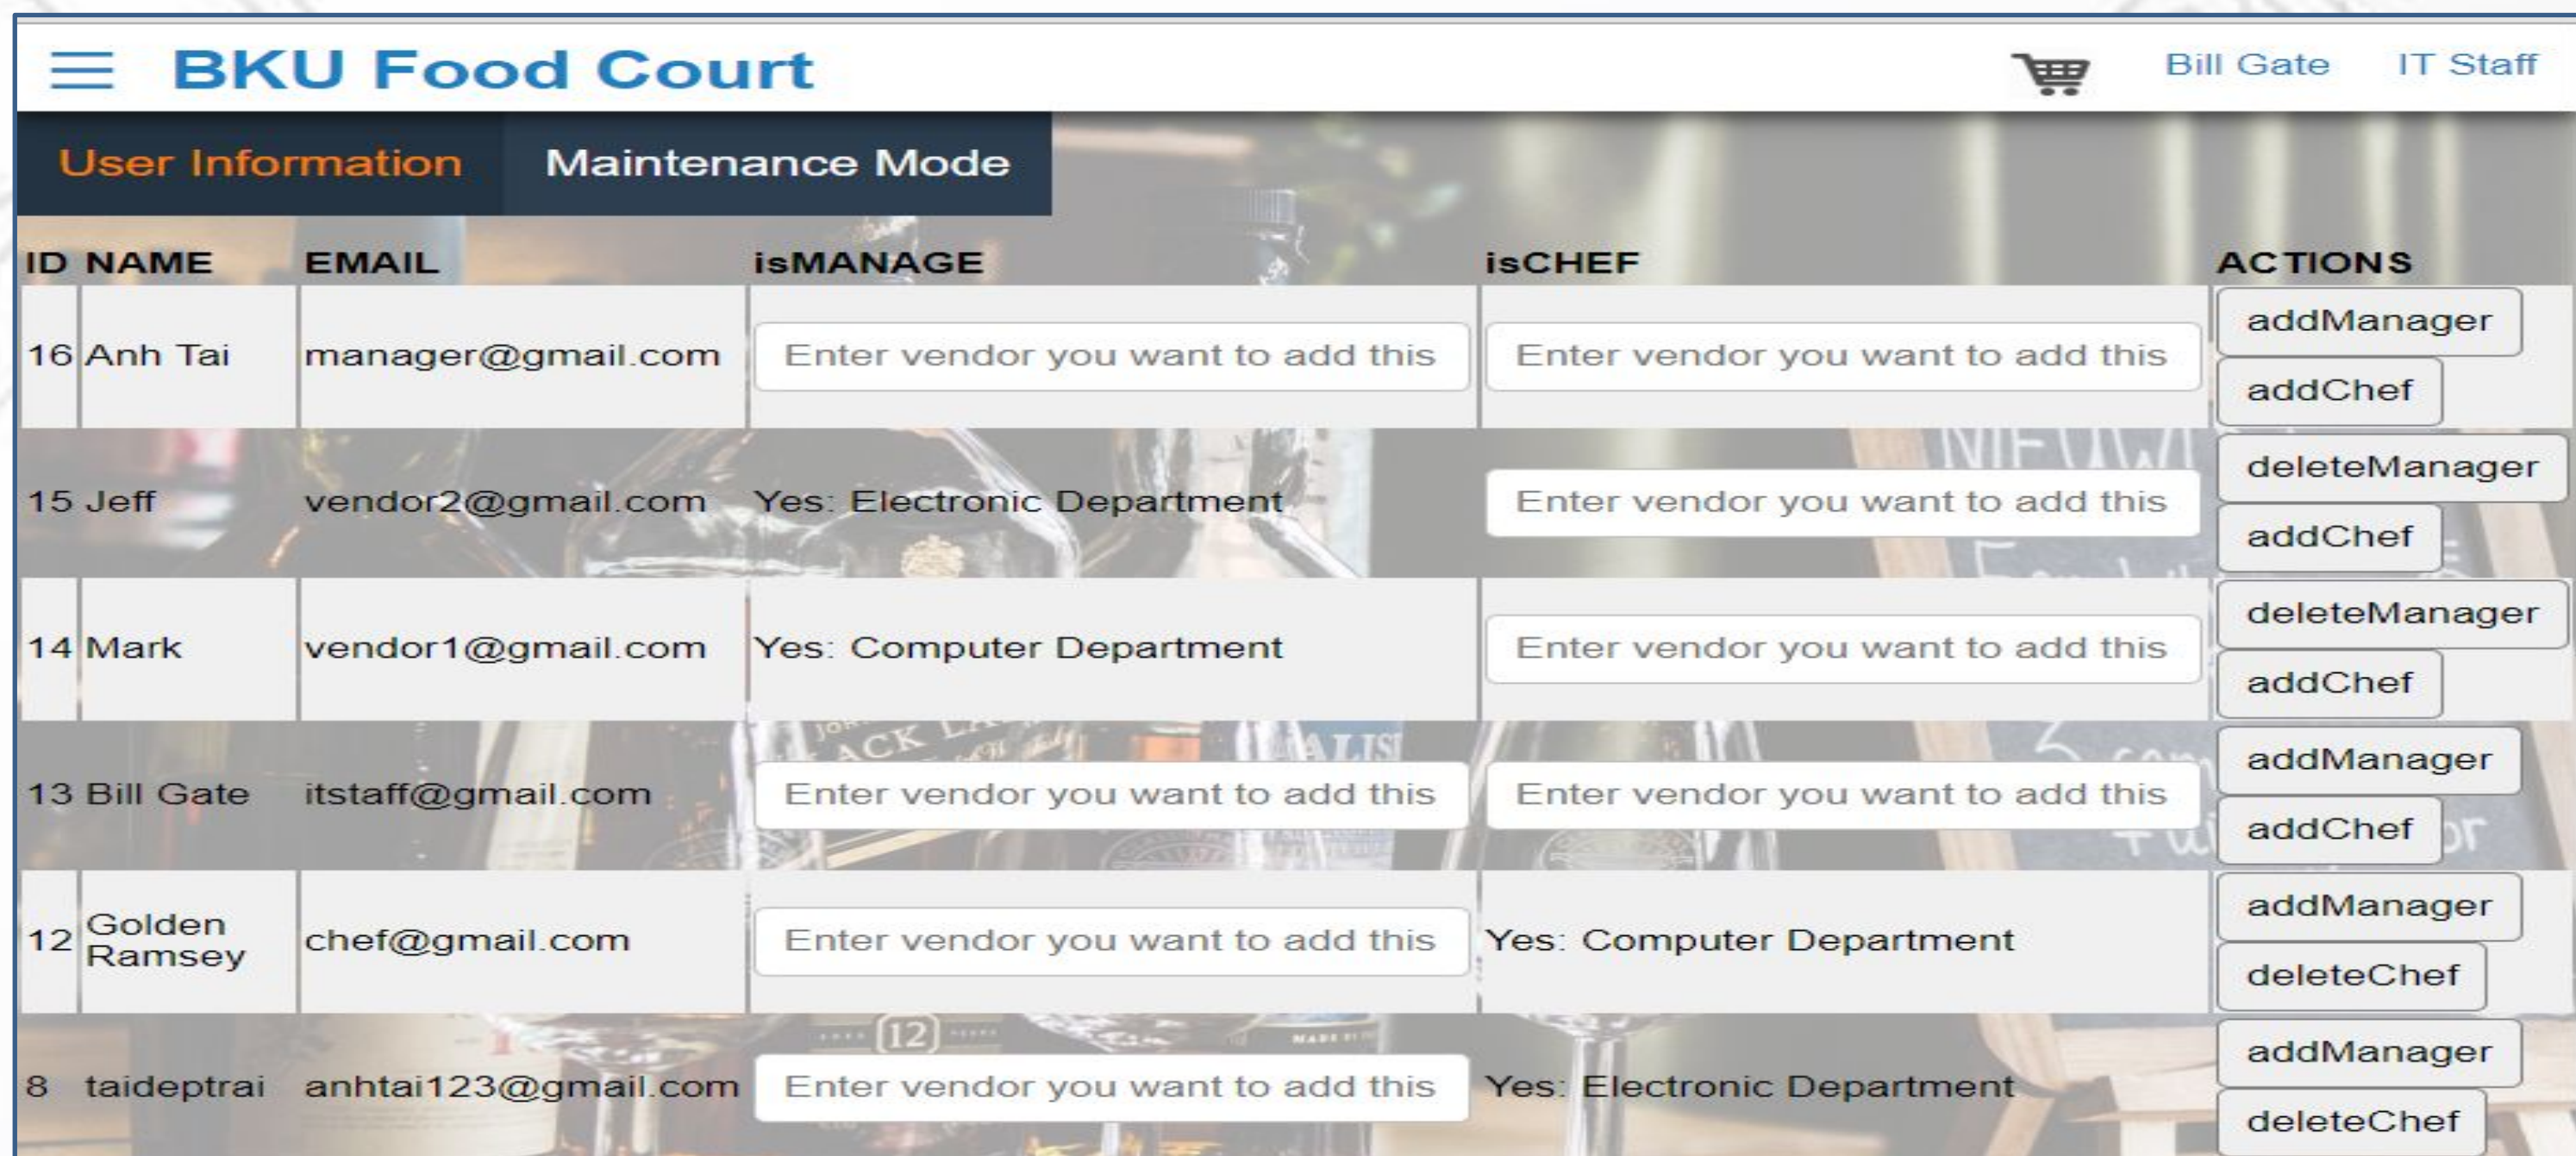 BKU Food Court Bill Gate IT Staff
User Information Maintenance Mode
ID NAME EMAIL isMANAGE isCHEF ACTIONS
16 Anh Tai manager@gmail.com Enter vendor you want to add this Enter vendor you want to add this addManager
addChef
15 Jeff vendor2@gmail.com Yes: Electronic Department Enter vendor you want to add this deleteManager
addChef
14 Mark vendor1@gmail.com Yes: Computer Department Enter vendor you want to add this deleteManager
addChef
13 Bill Gate itstaff@gmail.com Enter vendor you want to add this Enter vendor you want to add this addManager
addChef
12 Golden Ramsey chef@gmail.com Enter vendor you want to add this Yes: Computer Department addManager
deleteChef
8 taideptrai anhtai123@gmail.com Enter vendor you want to add this Yes: Electronic Department addManager
deleteChef
12